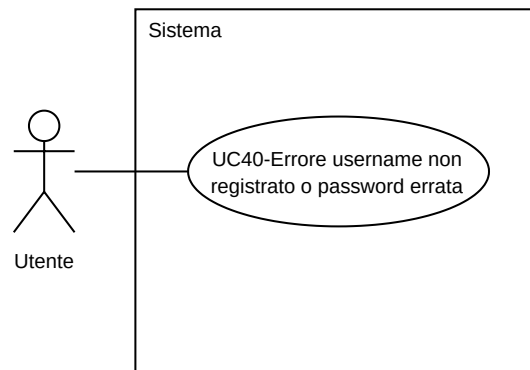 Sistema
UC40-Errore username non
registrato o password errata
Utente